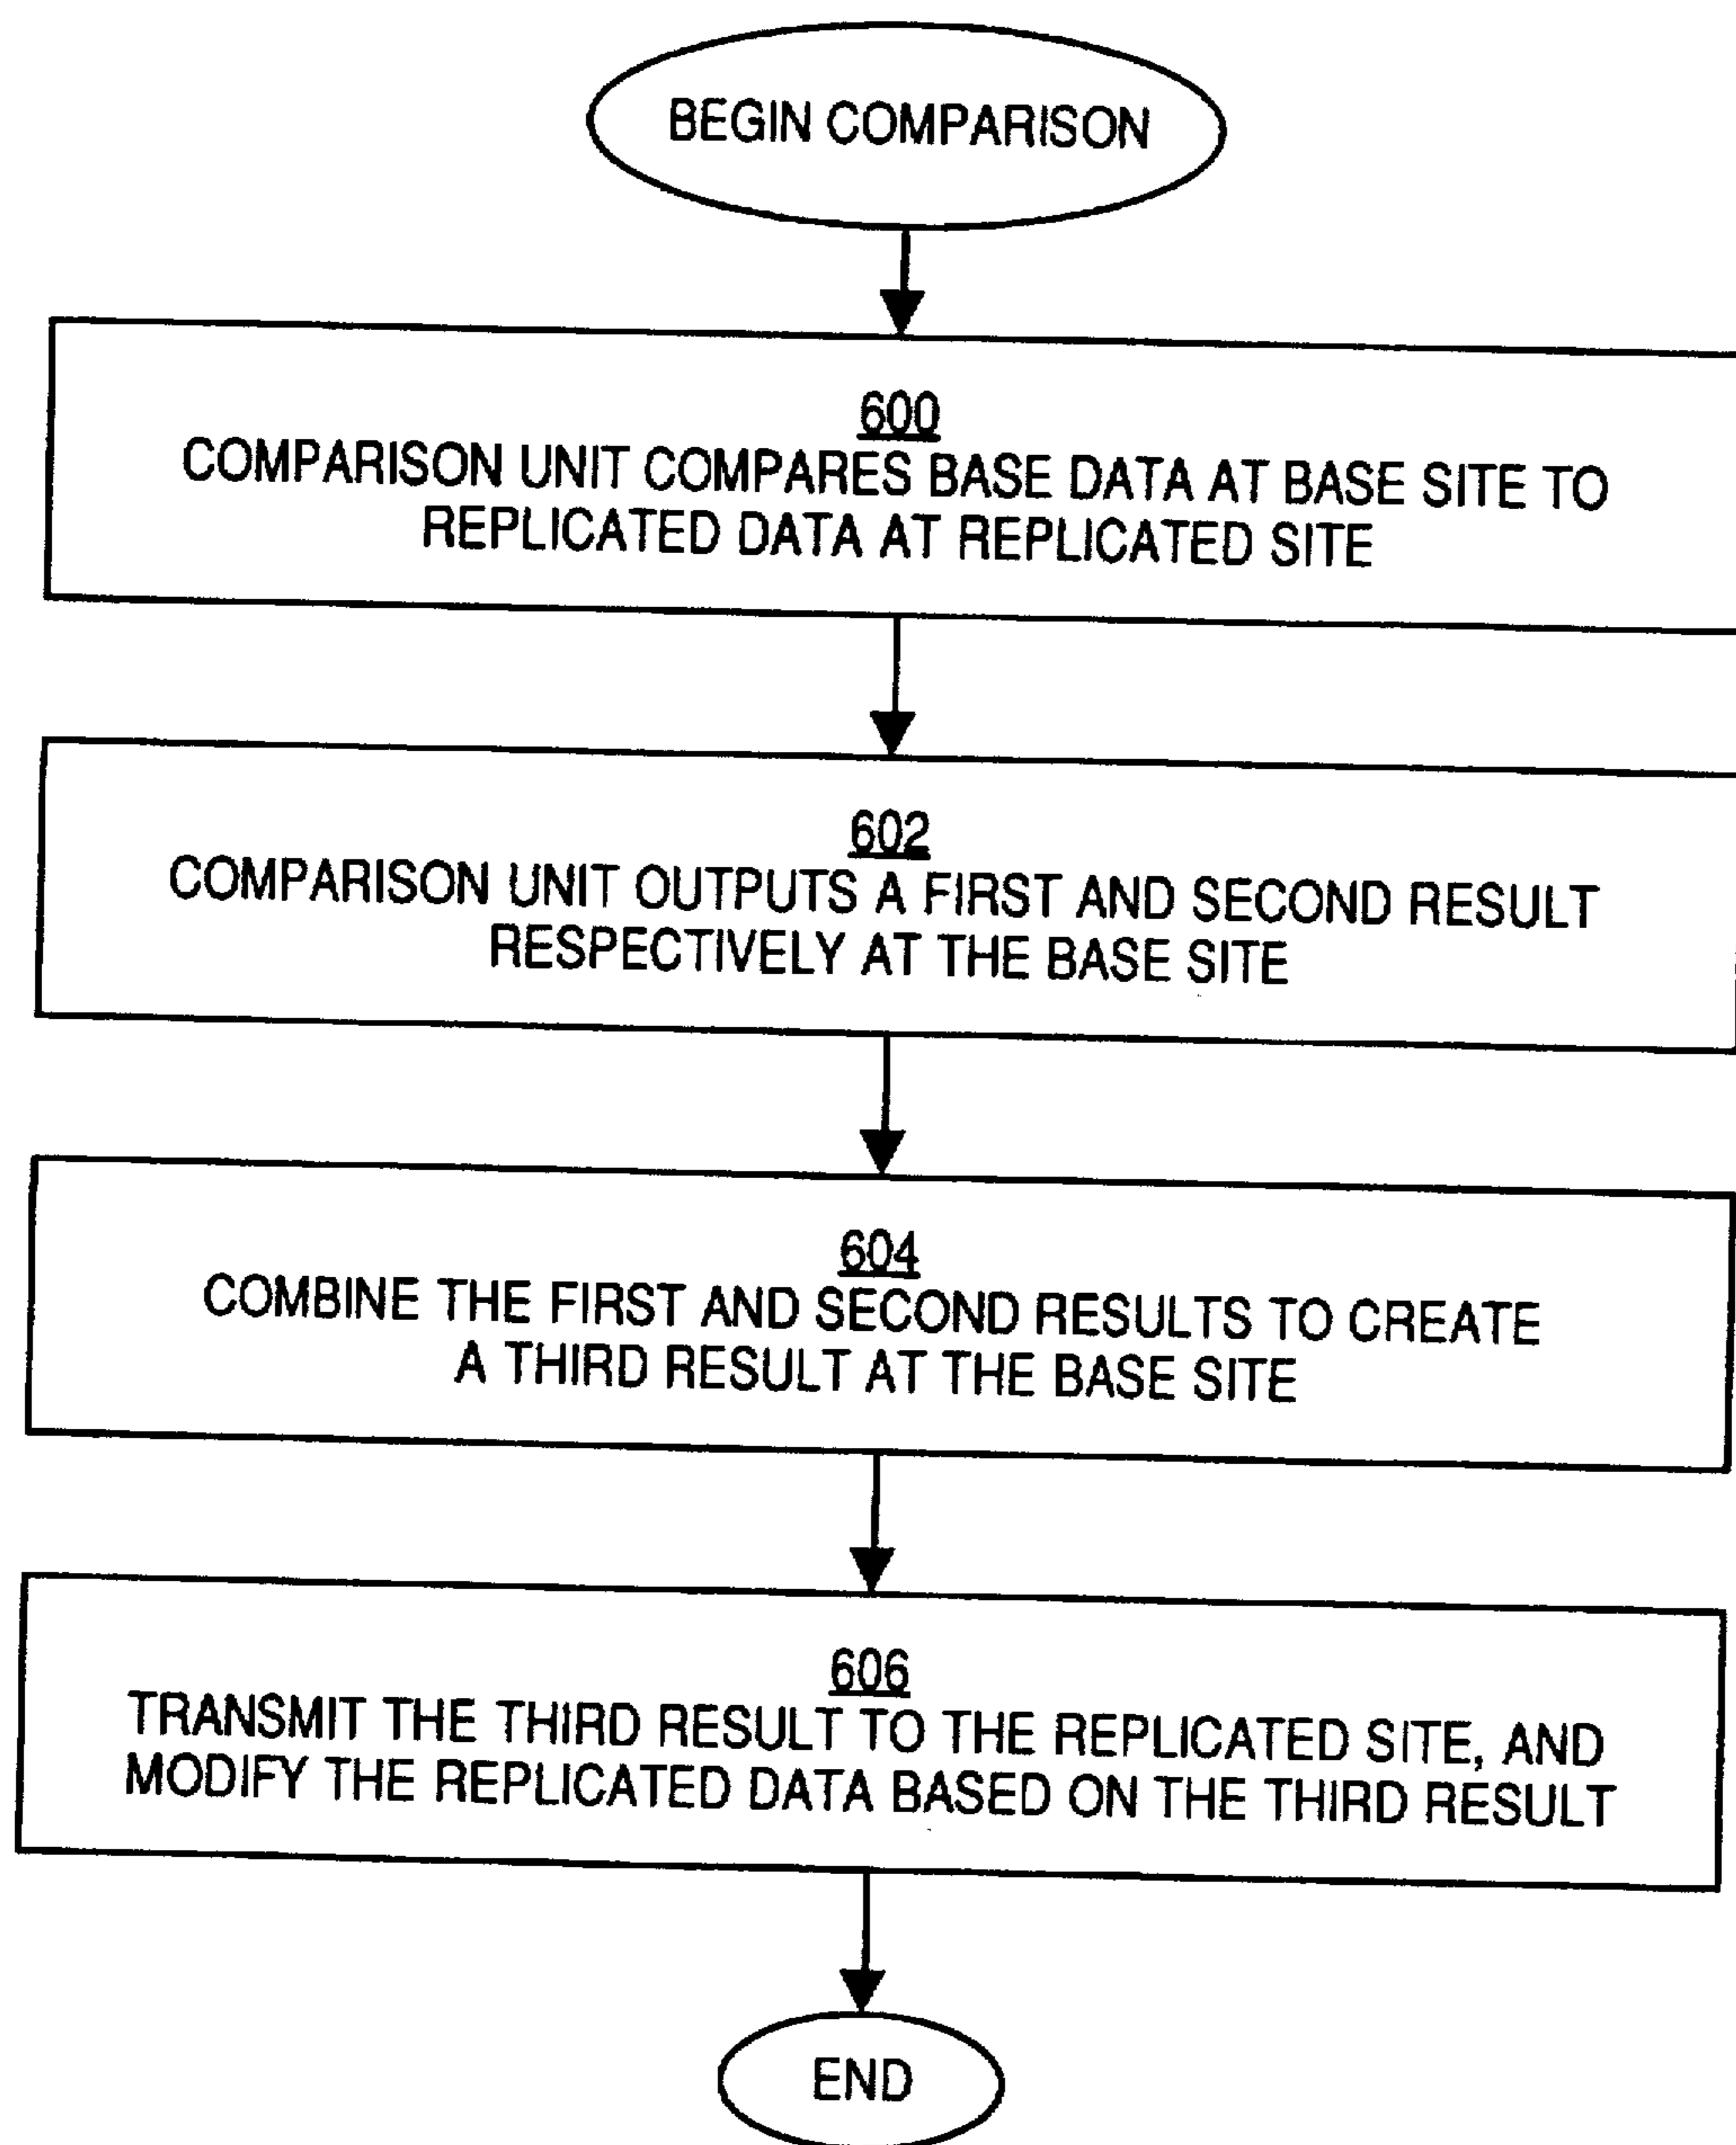 BEGIN COMPARISON
600
COMPARISON UNIT COMPARES BASE DATA AT BASE SITE TO
REPLICATED DATA AT REPLICATED SITE
602
COMPARISON UNIT OUTPUTS A FIRST AND SECOND RESULT
RESPECTIVELY AT THE BASE SITE
604
COMBINE THE FIRST AND SECOND RESULTS TO CREATE
A THIRD RESULT AT THE BASE SITE
606
TRANSMIT THE THIRD RESULT TO THE REPLICATED SITE, AND
MODIFY THE REPLICATED DATA BASED ON THE THIRD RESULT
END